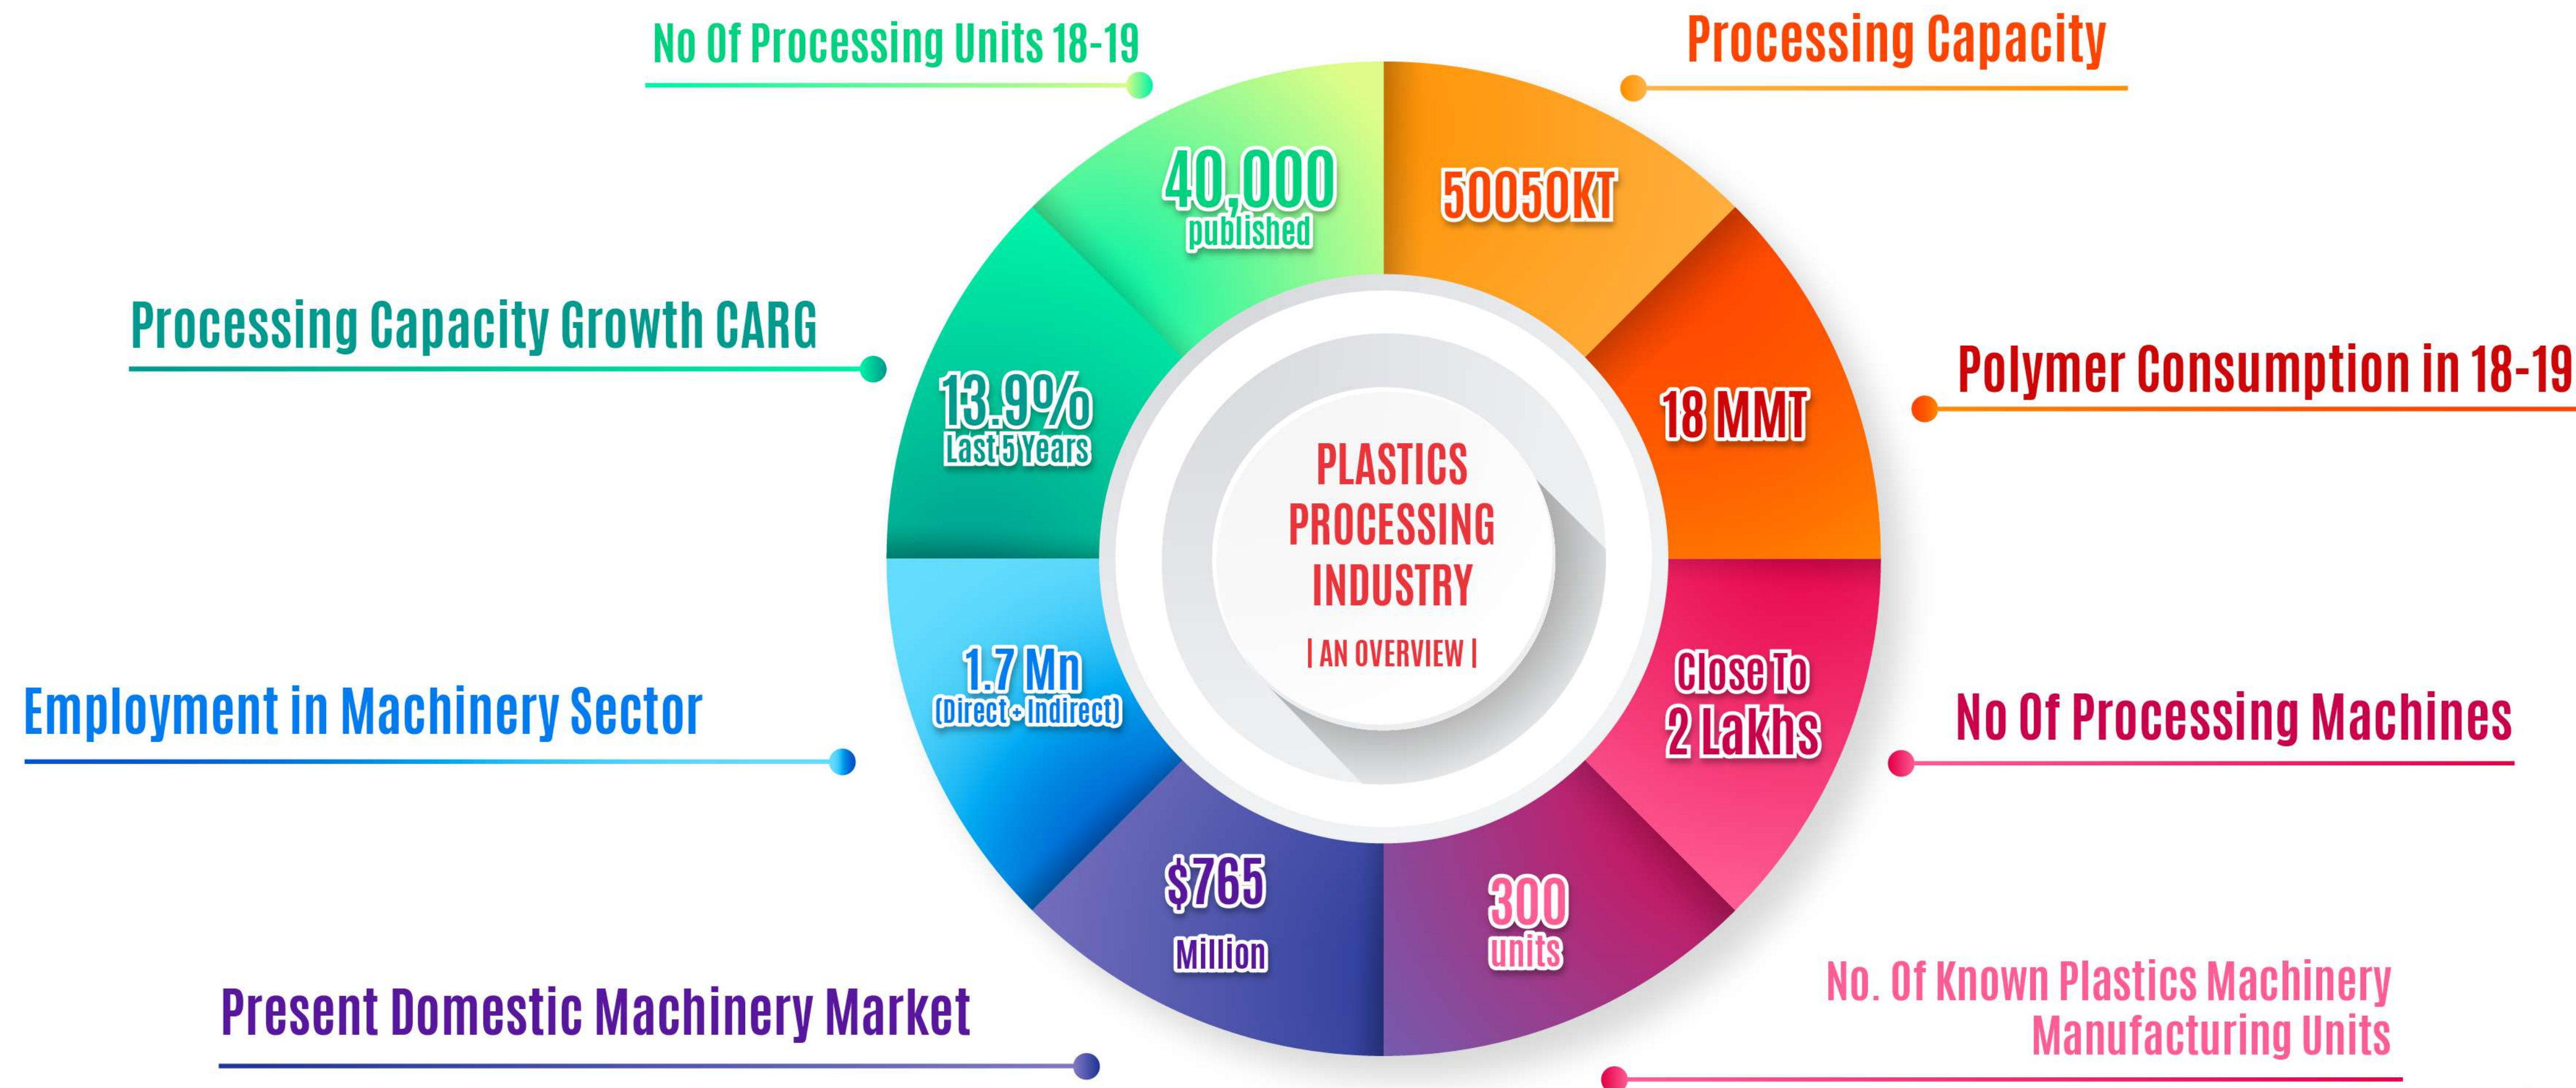 No Of Processing Units 18-19
40,000
published
Processing Capacity
50050KT
Polymer Consumption in 18-19
18 MMT
No Of Processing Machines
Close To
2 Lakhs
No. Of Known Plastics Machinery
Manufacturing Units
300
units
Present Domestic Machinery Market
$765
Million
Employment in Machinery Sector
1.7 Mn
(Direct + Indirect)
Processing Capacity Growth CARG
13.9%
Last 5 Years
PLASTICS
PROCESSING
INDUSTRY
| AN OVERVIEW |